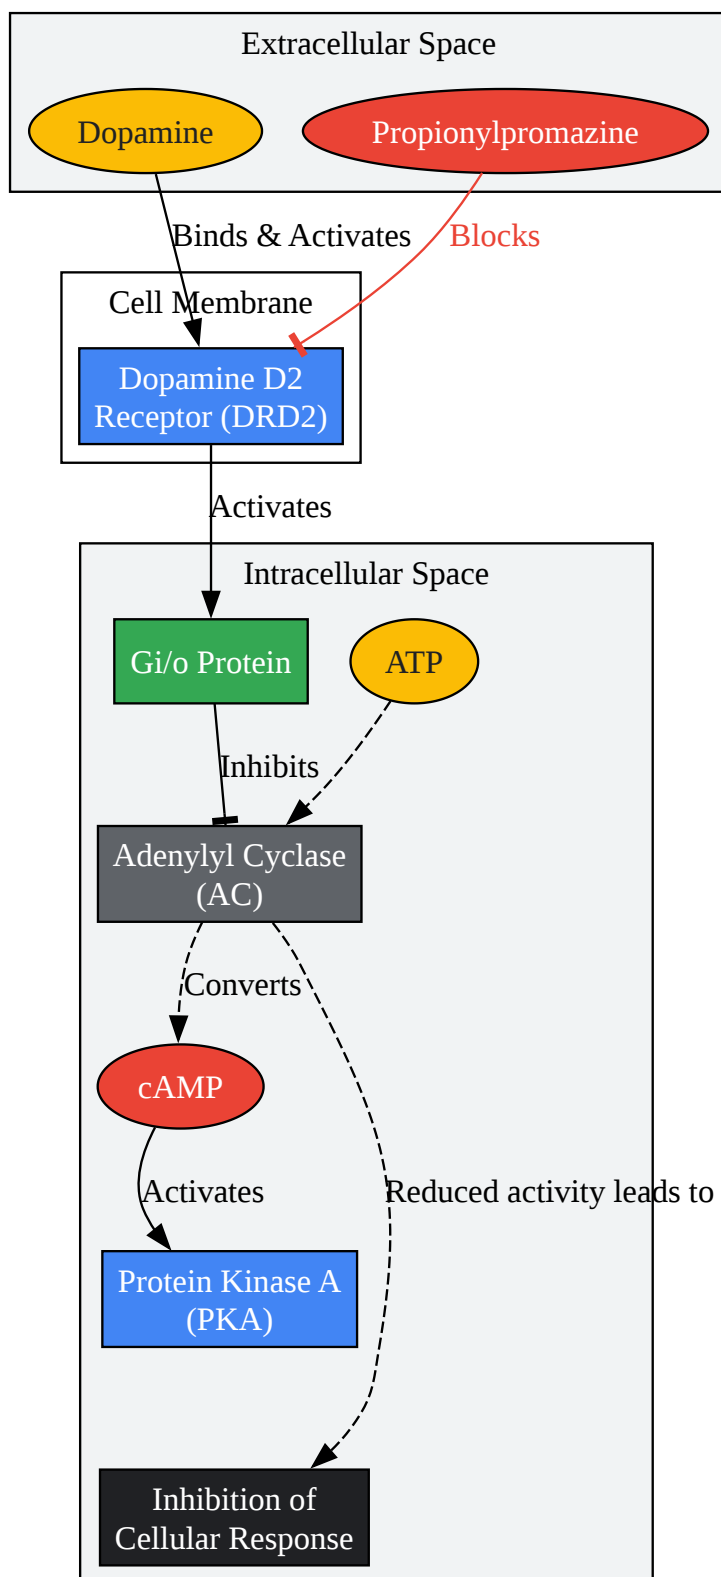 Extracellular Space
Dopamine
Propionylpromazine
Binds & Activates
Blocks
Cell Membrane
Dopamine D2
Receptor (DRD2)
Activates
Intracellular Space
Gi/o Protein
ATP
Inhibits
Adenylyl Cyclase
(AC)
Converts
cAMP
Activates
Reduced activity leads to
Protein Kinase A
(PKA)
Inhibition of
Cellular Response